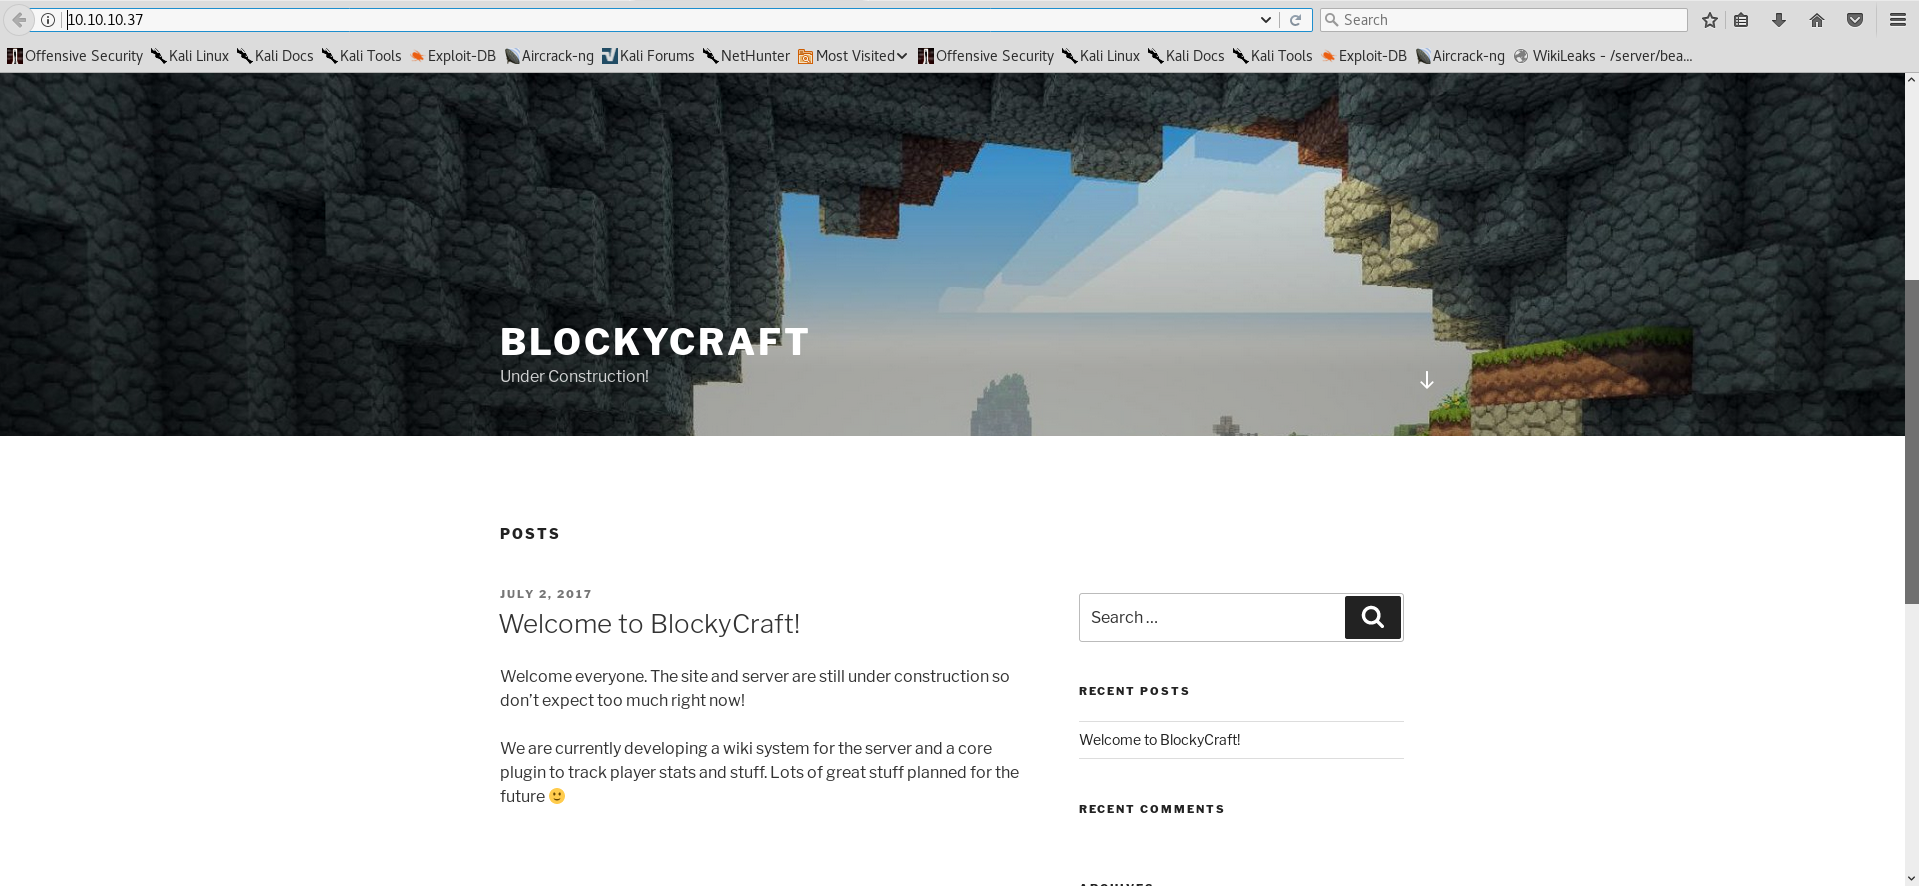 10.10.10.37
Search
Offensive Security Kali Linux Kali Docs Kali Tools Exploit-DB Aircrack-ng Kali Forums NetHunter Most Visited Offensive Security Kali Linux Kali Docs Kali Tools Exploit-DB Aircrack-ng WikiLeaks - /server/bea...
BLOCKYCRAFT
Under Construction!
POSTS
JULY 2, 2017
Welcome to BlockyCraft!
Welcome everyone. The site and server are still under construction so
don’t expect too much right now!
We are currently developing a wiki system for the server and a core
plugin to track player stats and stuff. Lots of great stuff planned for the
future 🙂
Search …
RECENT POSTS
Welcome to BlockyCraft!
RECENT COMMENTS
ARCHIVES